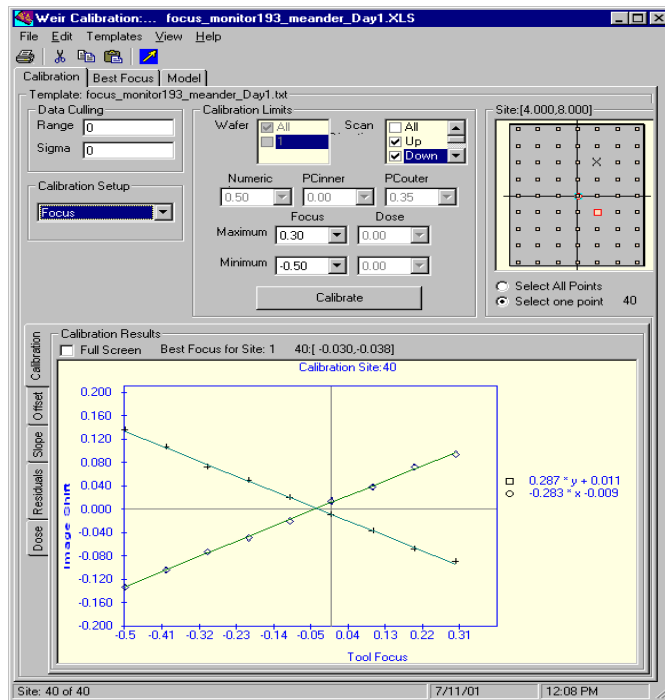 Weir Calibration:... focus_monitor193_meander_Day1.XLS
File Edit Templates View Help
Calibration Best Focus Model
Template: focus_monitor193_meander_Day1.txt
Data Culling
Range 0
Sigma 0
Calibration Setup
Focus
Calibration Limits
Wafer All
1
Scan
All
Up
Down
Numeric PCinner PCouter
0.50 0.00 0.35
Focus Dose
Maximum 0.30 0.00
Minimum -0.50 0.00
Calibrate
Site:[4.000,8.000]
Select All Points
Select one point 40
Calibration
Offset
Slope
Residuals
Dose
Calibration Results
Full Screen Best Focus for Site: 1 40:[ -0.030,-0.038]
Calibration Site:40
Image Shift
0.200
0.160
0.120
0.080
0.040
0.000
-0.040
-0.080
-0.120
-0.160
-0.200
-0.5 -0.41 -0.32 -0.23 -0.14 -0.05 0.04 0.13 0.22 0.31
Tool Focus
0.287 * y + 0.011
-0.283 * x -0.009
Site: 40 of 40 7/11/01 12:08 PM